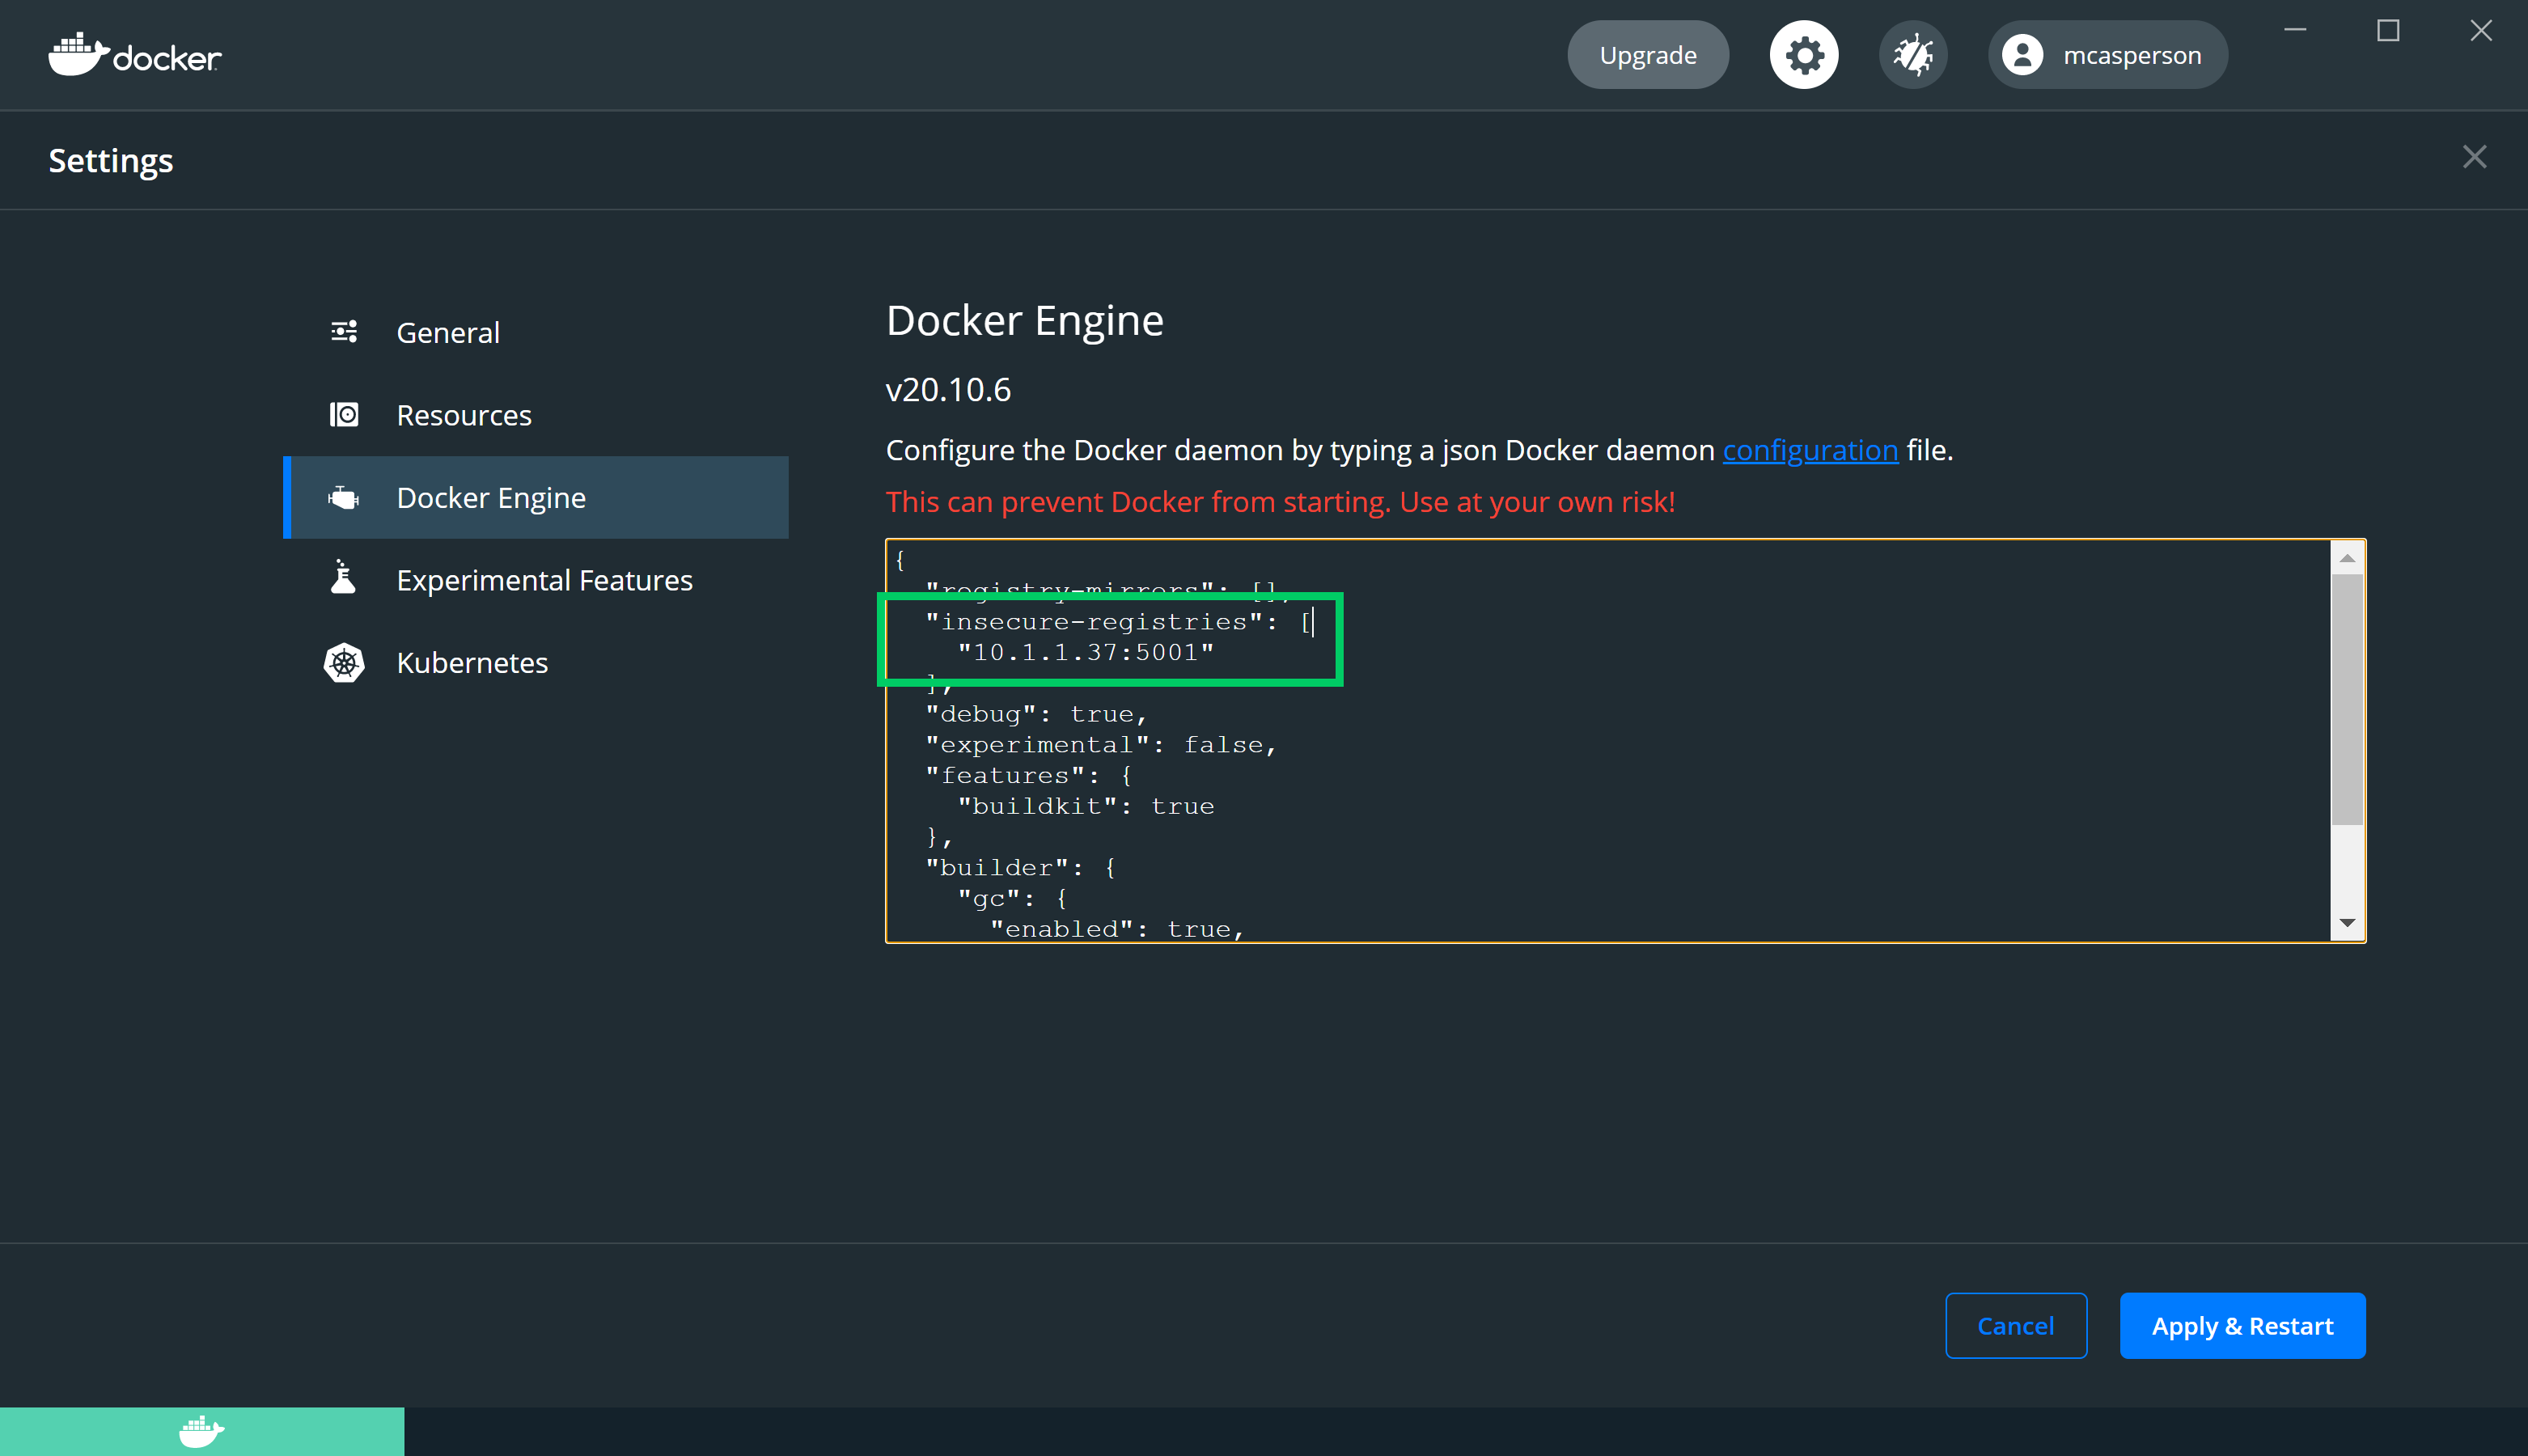 docker
Upgrade
mcasperson
Settings
General
Resources
Docker Engine
Experimental Features
Kubernetes
Docker Engine
v20.10.6
Configure the Docker daemon by typing a json Docker daemon configuration file.
This can prevent Docker from starting. Use at your own risk!
{
  "registry-mirrors": [],
  "insecure-registries": [
    "10.1.1.37:5001"
  ],
  "debug": true,
  "experimental": false,
  "features": {
    "buildkit": true
  },
  "builder": {
    "gc": {
      "enabled": true,
Cancel
Apply & Restart